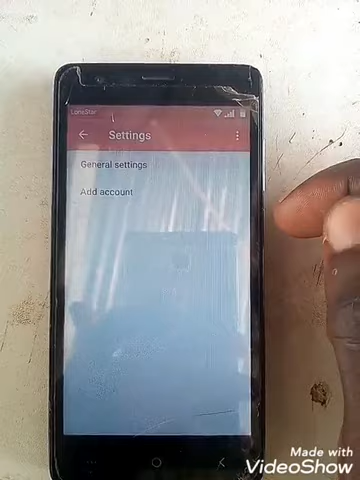 LoneStar
Settings
General settings
Add account
Made with
VideoShow